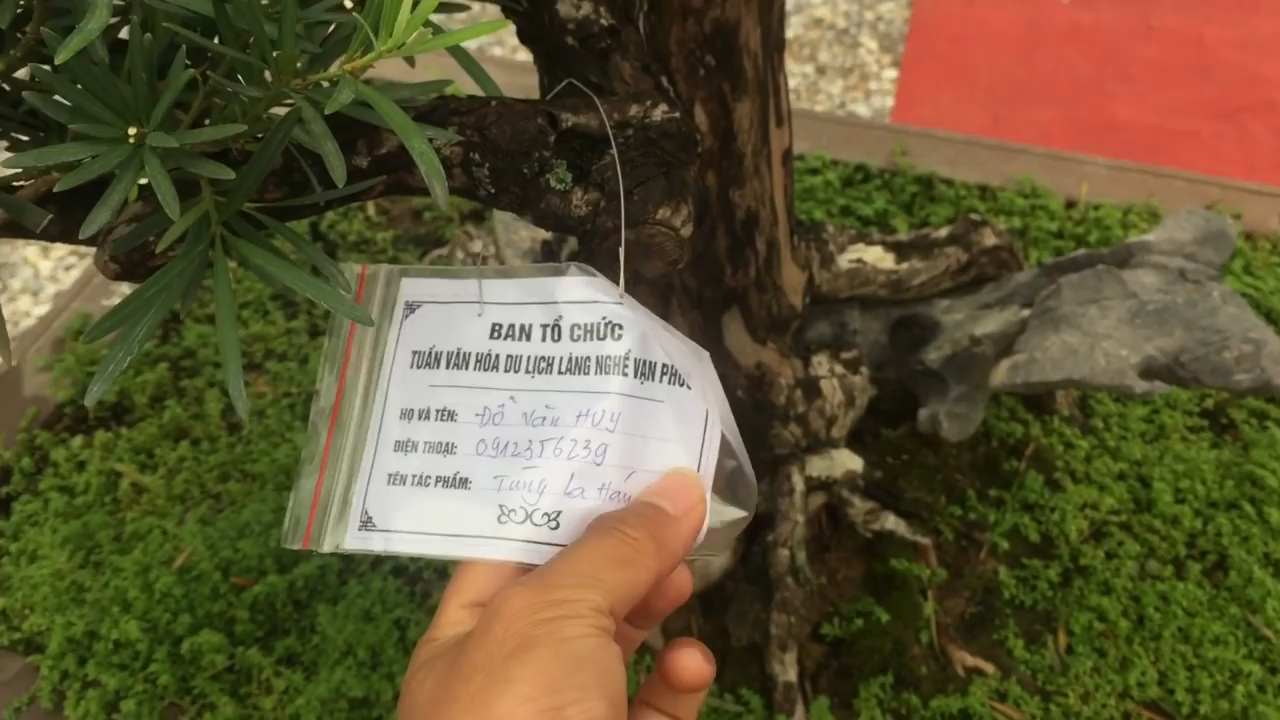 BAN TỔ CHỨC
TUẦN VĂN HÓA DU LỊCH LÀNG NGHỀ VẠN PHÚC
HỌ VÀ TÊN: Đỗ Văn HUY
ĐIỆN THOẠI: 0912356239
TÊN TÁC PHẨM: Tùng La Hán